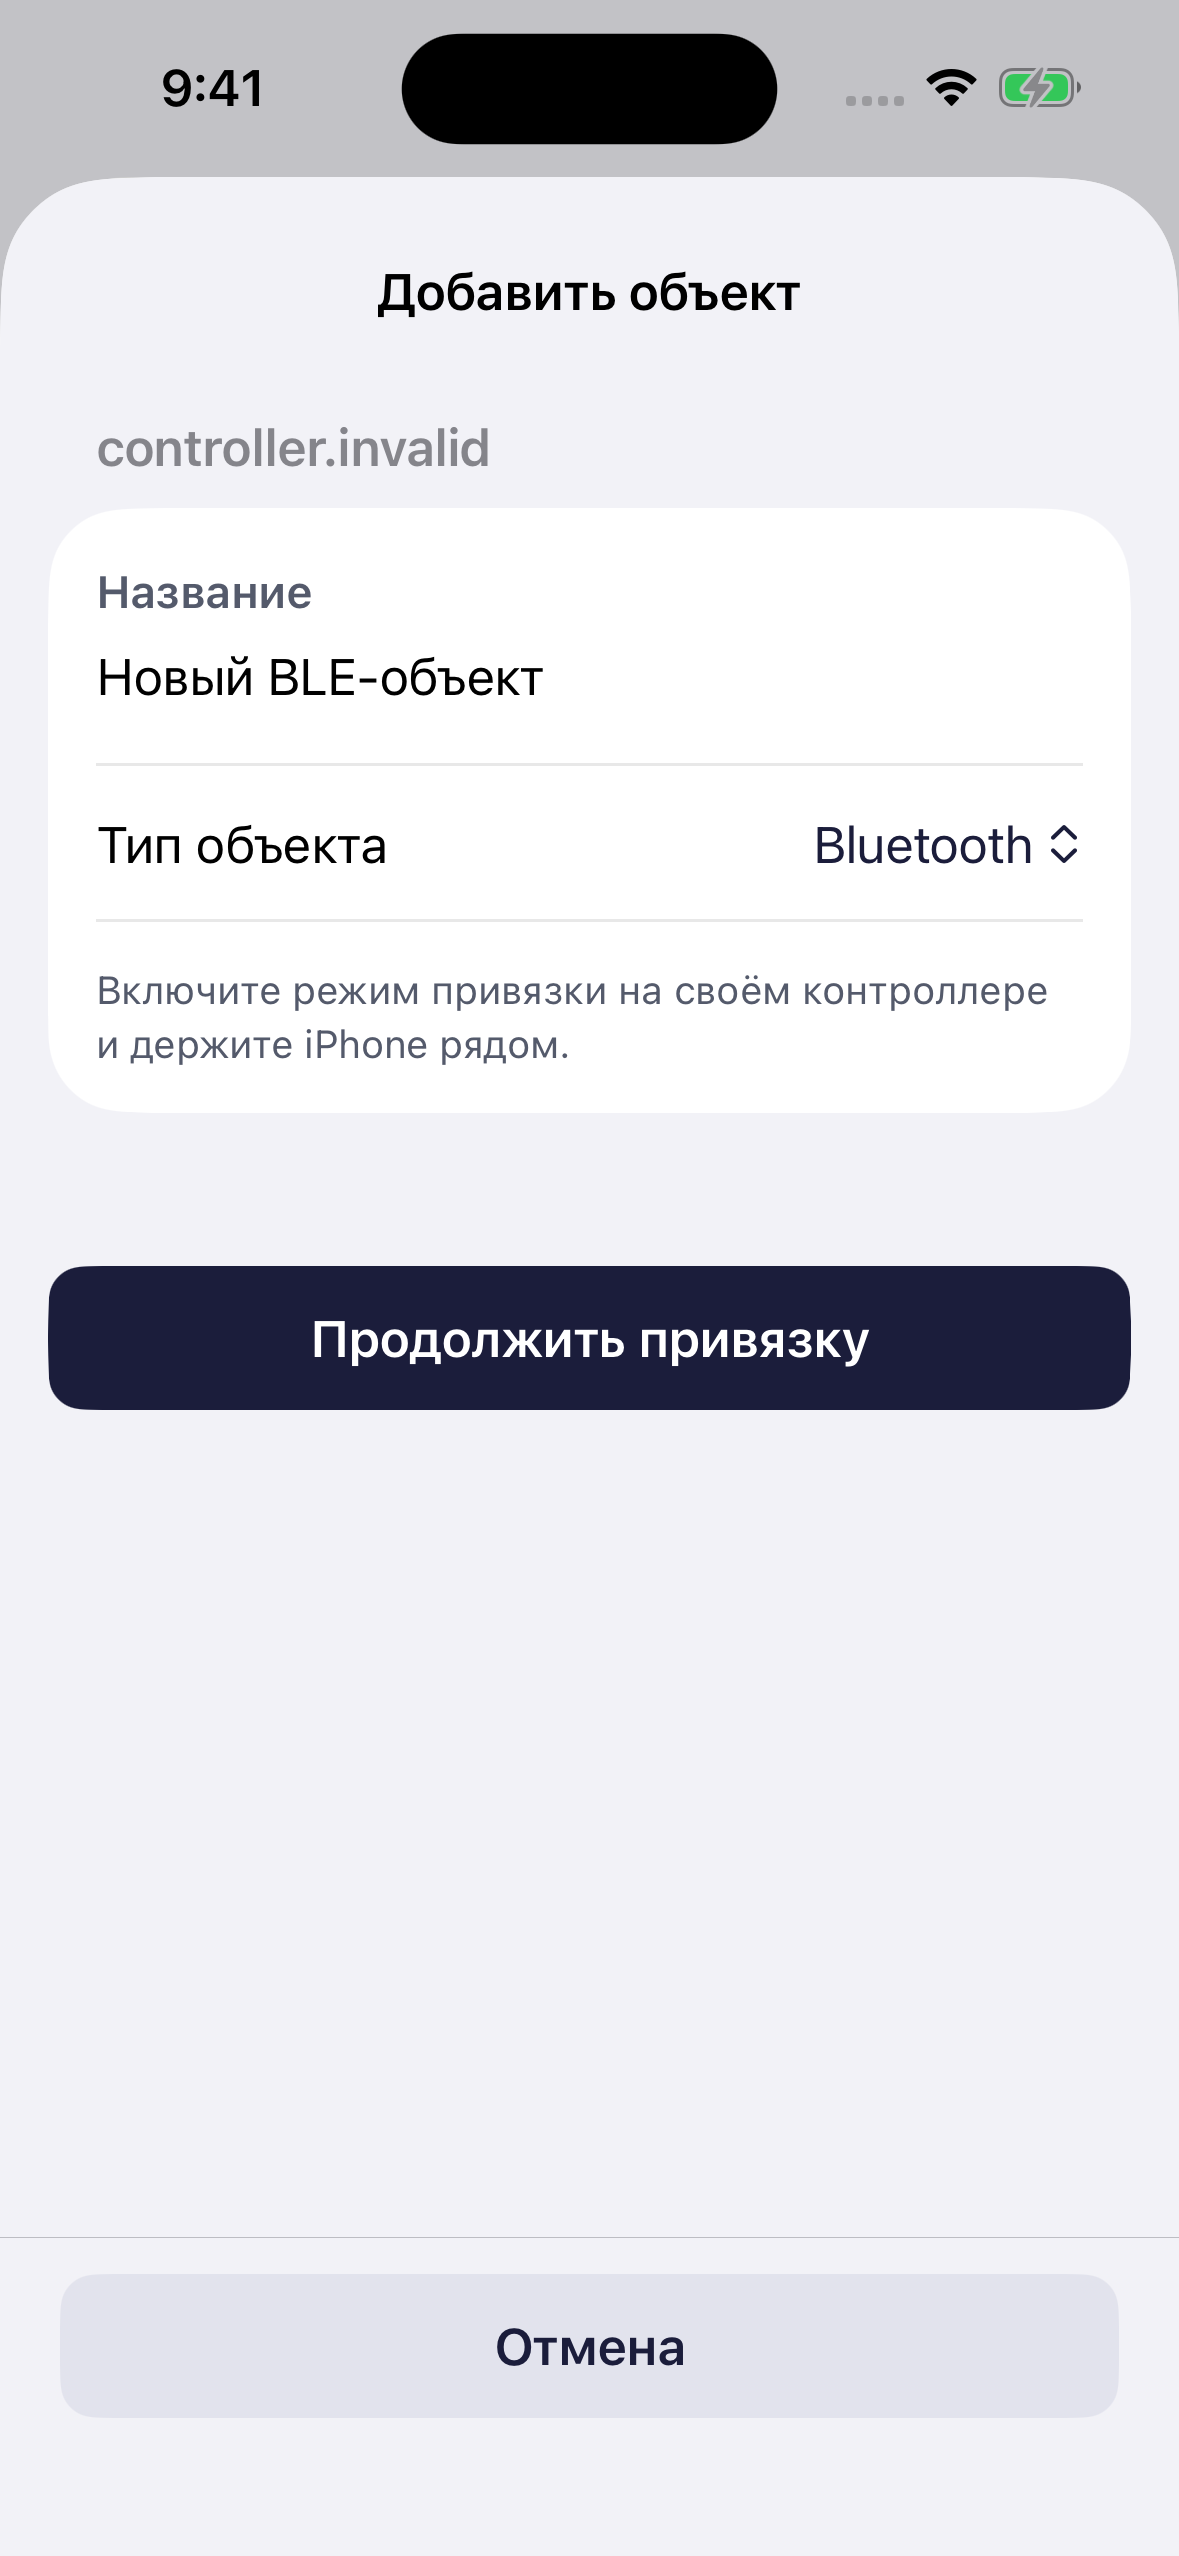 9:41
Добавить объект
controller.invalid
Название
Новый BLE-объект
Тип объекта
Bluetooth
Включите режим привязки на своём контроллере
и держите iPhone рядом.
Продолжить привязку
Отмена